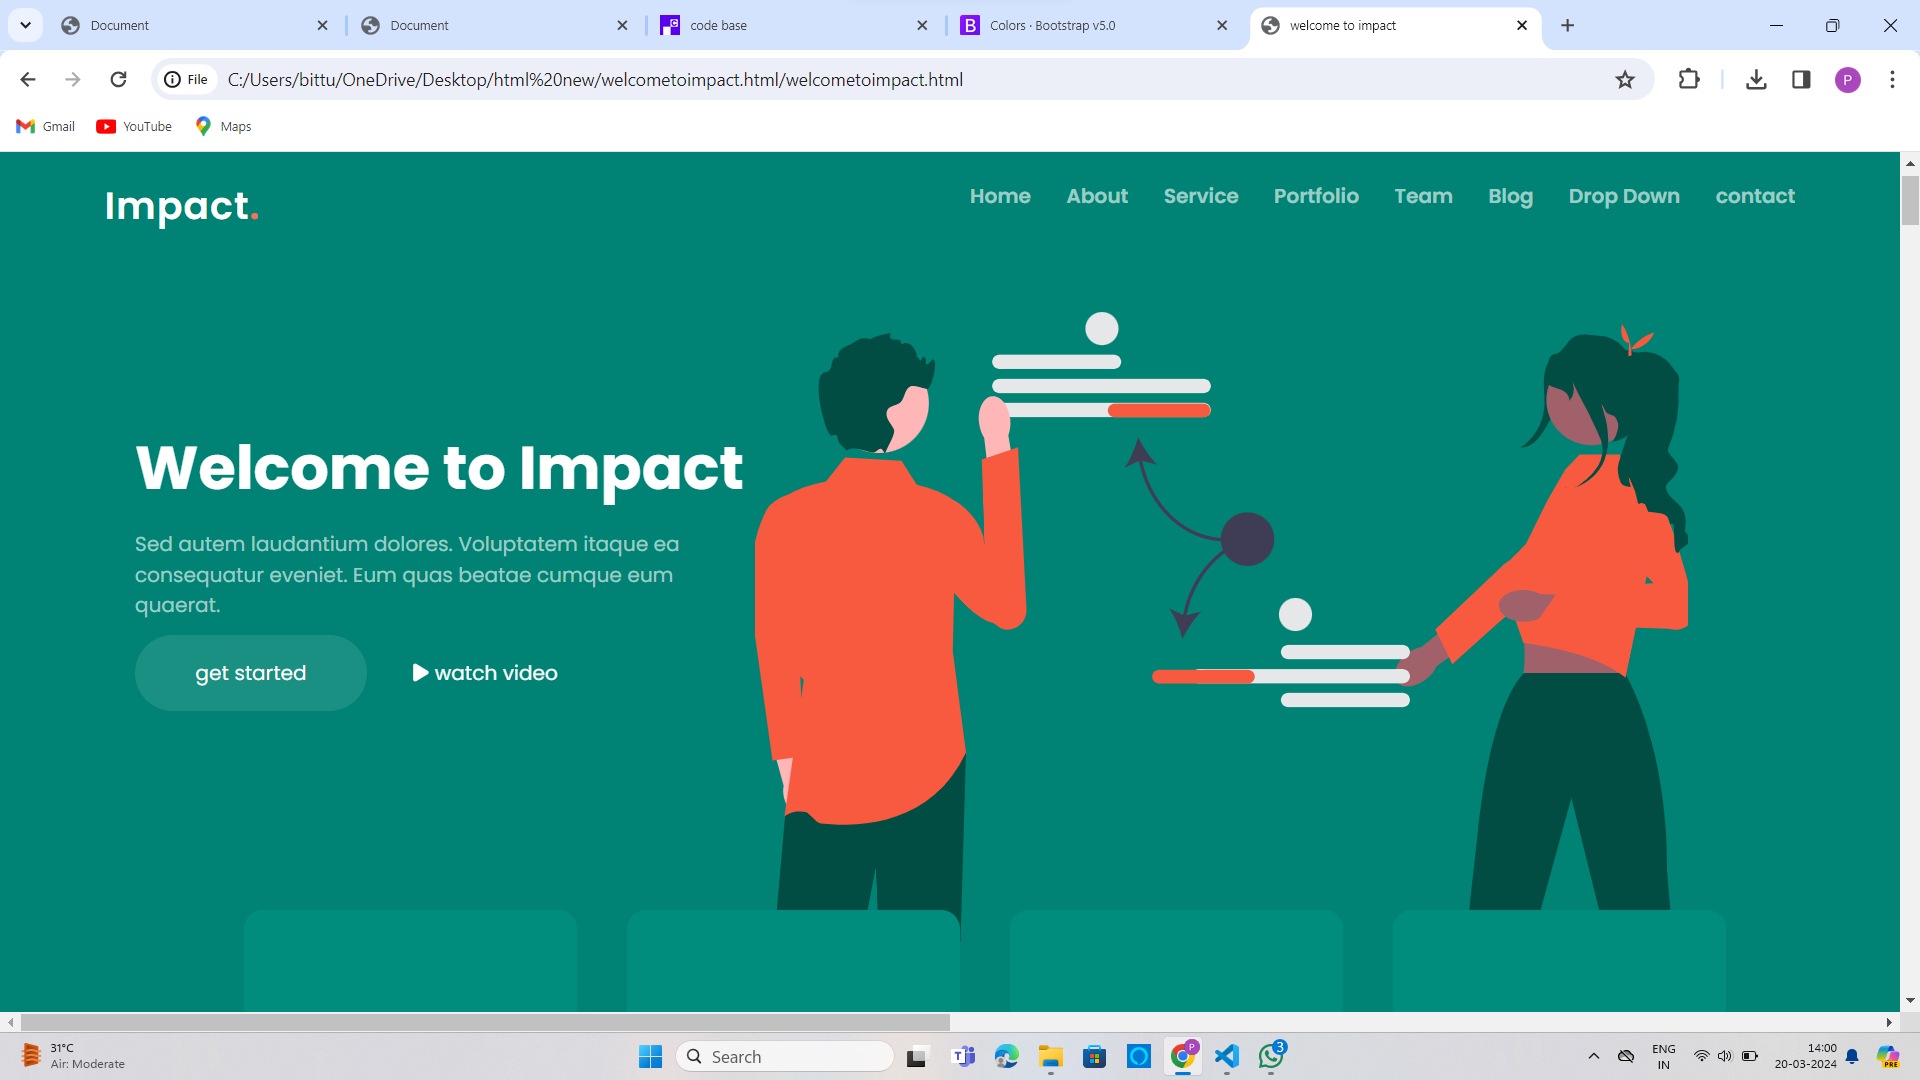 Document
Document
code base
Colors · Bootstrap v5.0
welcome to impact
File
C:/Users/bittu/OneDrive/Desktop/html%20new/welcometoimpact.html/welcometoimpact.html
P
Gmail
YouTube
Maps
Impact.
Home
About
Service
Portfolio
Team
Blog
Drop Down
contact
Welcome to Impact
Sed autem laudantium dolores. Voluptatem itaque ea
consequatur eveniet. Eum quas beatae cumque eum
quaerat.
get started
watch video
31°C
Air: Moderate
Search
P
3
ENG
IN
14:00
20-03-2024
PRE